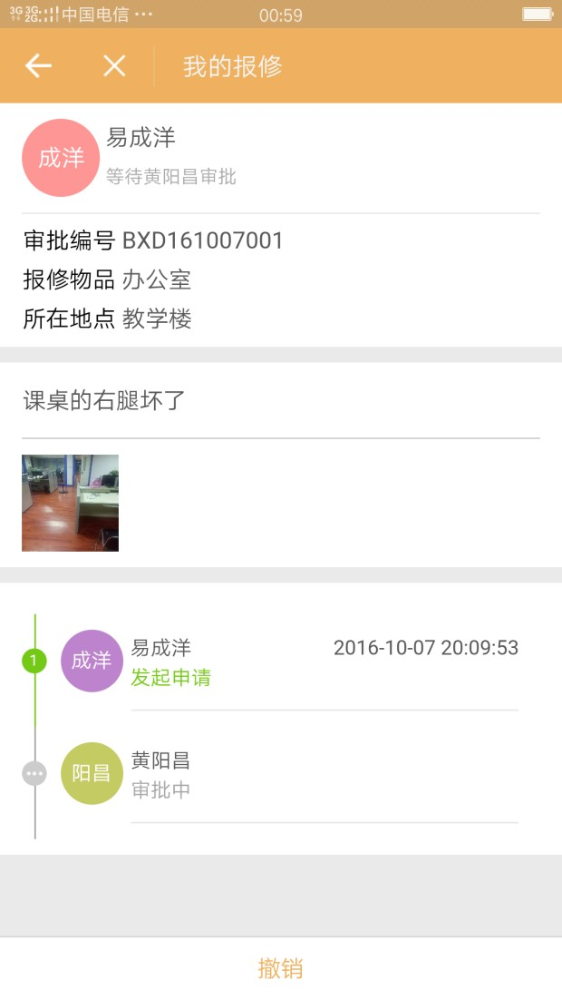 3G 3G 2G 中国电信 ··· 00:59
我的报修
成洋
易成洋
等待黄阳昌审批
审批编号 BXD161007001
报修物品 办公室
所在地点 教学楼
课桌的右腿坏了
1 成洋 易成洋 2016-10-07 20:09:53
发起申请
阳昌 黄阳昌
审批中
撤销